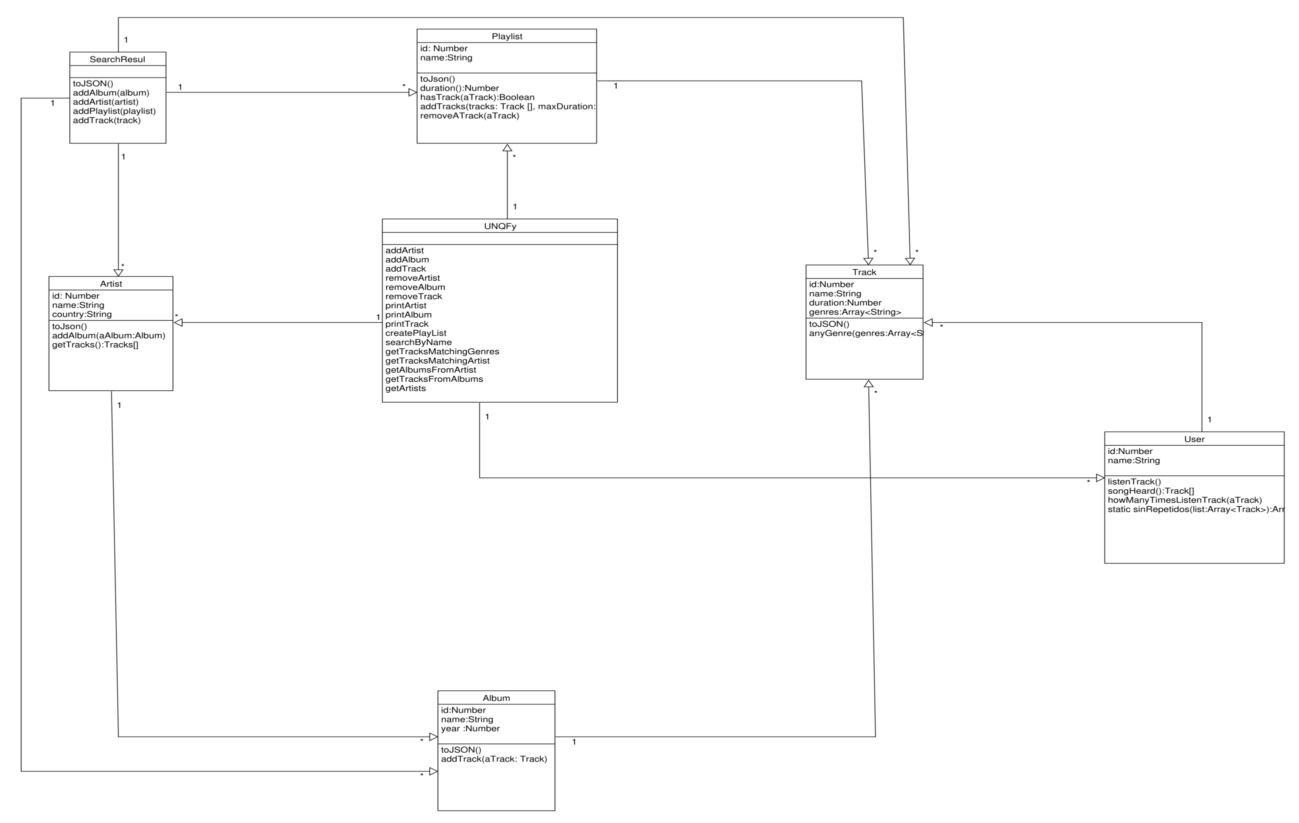 1
SearchResul
toJSON()
addAlbum(album)
addArtist(artist)
addPlaylist(playlist)
addTrack(track)
1
1
*
1
*
Playlist
id: Number
name:String
toJson()
duration():Number
hasTrack(aTrack):Boolean
addTracks(tracks: Track [], maxDuration:
removeATrack(aTrack)
1
*
*
*
1
UNQFy
addArtist
addAlbum
addTrack
removeArtist
removeAlbum
removeTrack
printArtist
printAlbum
printTrack
createPlayList
searchByName
getTracksMatchingGenres
getTracksMatchingArtist
getAlbumsFromArtist
getTracksFromAlbums
getArtists
1
*
1
*
Artist
id: Number
name:String
country:String
toJson()
addAlbum(aAlbum:Album)
getTracks():Tracks[]
1
Track
id:Number
name:String
duration:Number
genres:Array<String>
toJSON()
anyGenre(genres:Array<S
*
*
1
User
id:Number
name:String
listenTrack()
songHeard():Track[]
howManyTimesListenTrack(aTrack)
static sinRepetidos(list:Array<Track>):Arr
Album
id:Number
name:String
year :Number
toJSON()
addTrack(aTrack: Track)
*
*
1